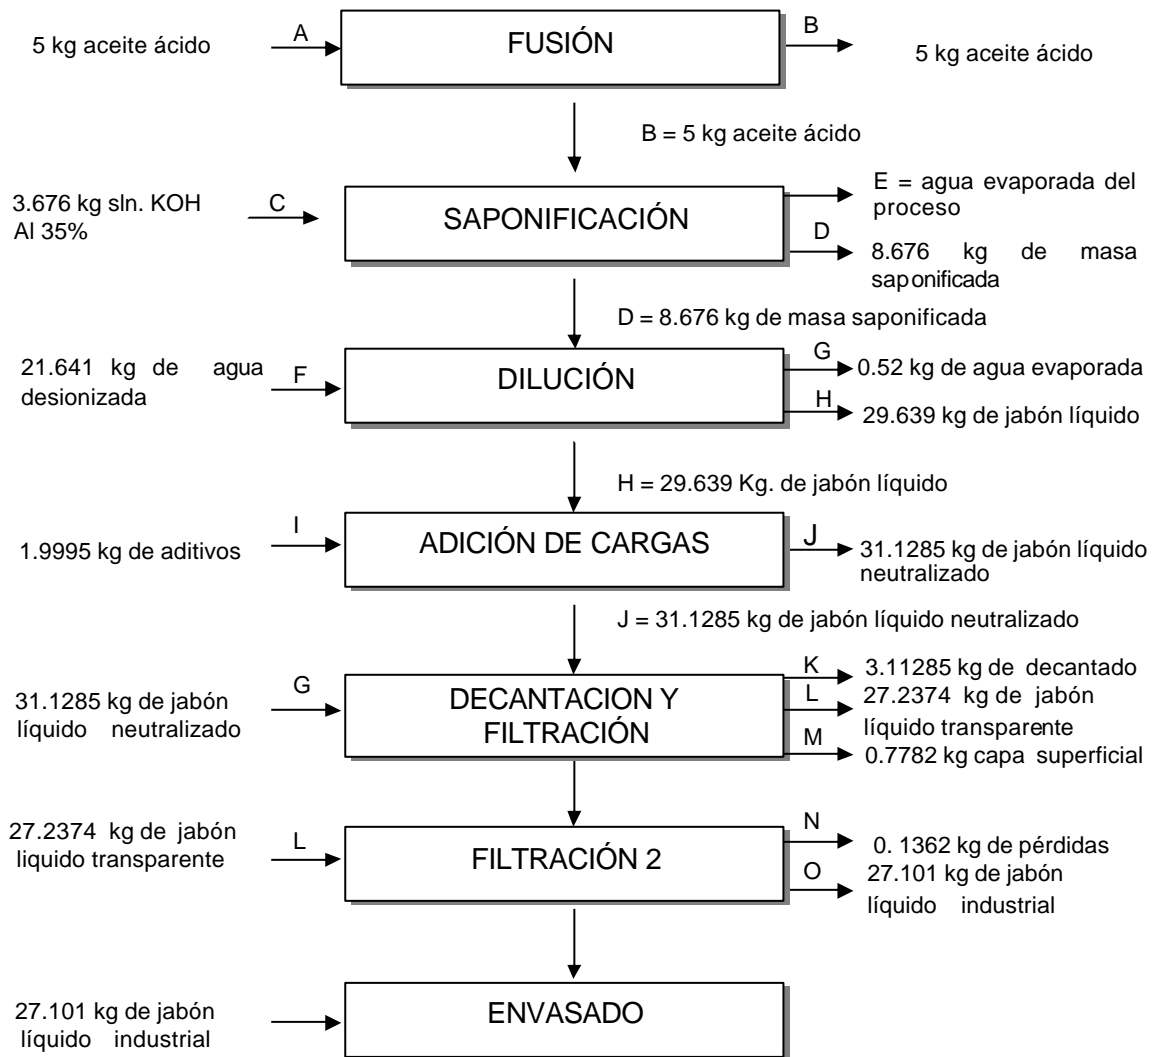 5 kg aceite ácido
A
FUSIÓN
B
5 kg aceite ácido
B = 5 kg aceite ácido
3.676 kg sln. KOH
Al 35%
C
SAPONIFICACIÓN
E = agua evaporada del
proceso
D
8.676 kg de masa
saponificada
D = 8.676 kg de masa saponificada
21.641 kg de agua
desionizada
F
DILUCIÓN
G
0.52 kg de agua evaporada
H
29.639 kg de jabón líquido
H = 29.639 Kg. de jabón líquido
1.9995 kg de aditivos
I
ADICIÓN DE CARGAS
J
31.1285 kg de jabón líquido
neutralizado
J = 31.1285 kg de jabón líquido neutralizado
31.1285 kg de jabón
líquido neutralizado
G
DECANTACION Y
FILTRACIÓN
K
3.11285 kg de decantado
L
27.2374 kg de jabón
líquido transparente
M
0.7782 kg capa superficial
27.2374 kg de jabón
liquido transparente
L
FILTRACIÓN 2
N
0. 1362 kg de pérdidas
O
27.101 kg de jabón
líquido industrial
27.101 kg de jabón
líquido industrial
ENVASADO